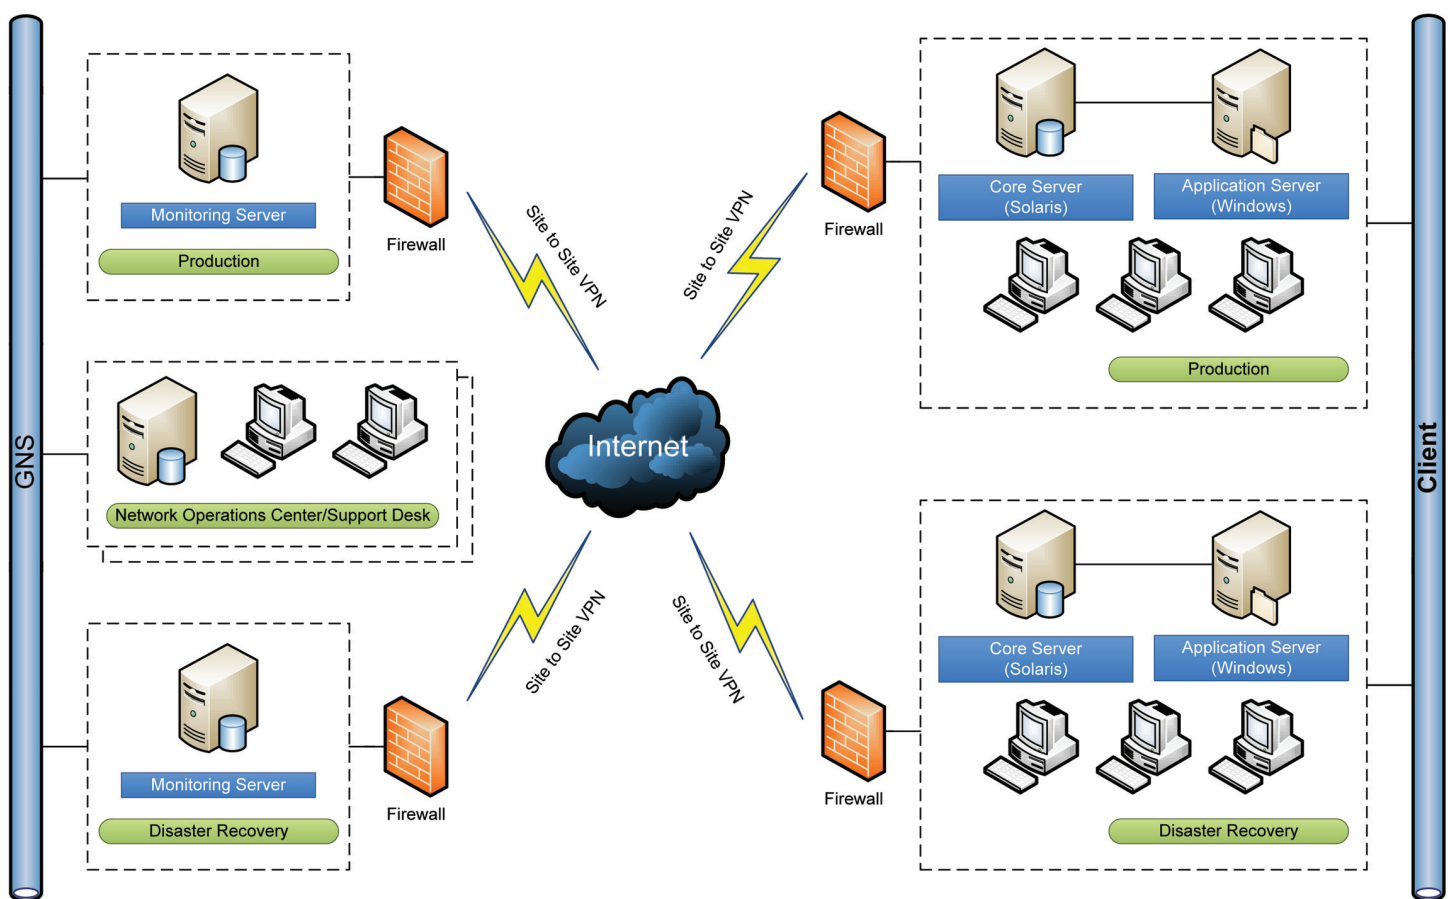 GNS
Monitoring Server
Production
Firewall
Site to Site VPN
Network Operations Center/Support Desk
Monitoring Server
Disaster Recovery
Firewall
Site to Site VPN
Internet
Site to Site VPN
Firewall
Core Server
(Solaris)
Application Server
(Windows)
Production
Site to Site VPN
Firewall
Core Server
(Solaris)
Application Server
(Windows)
Disaster Recovery
Client